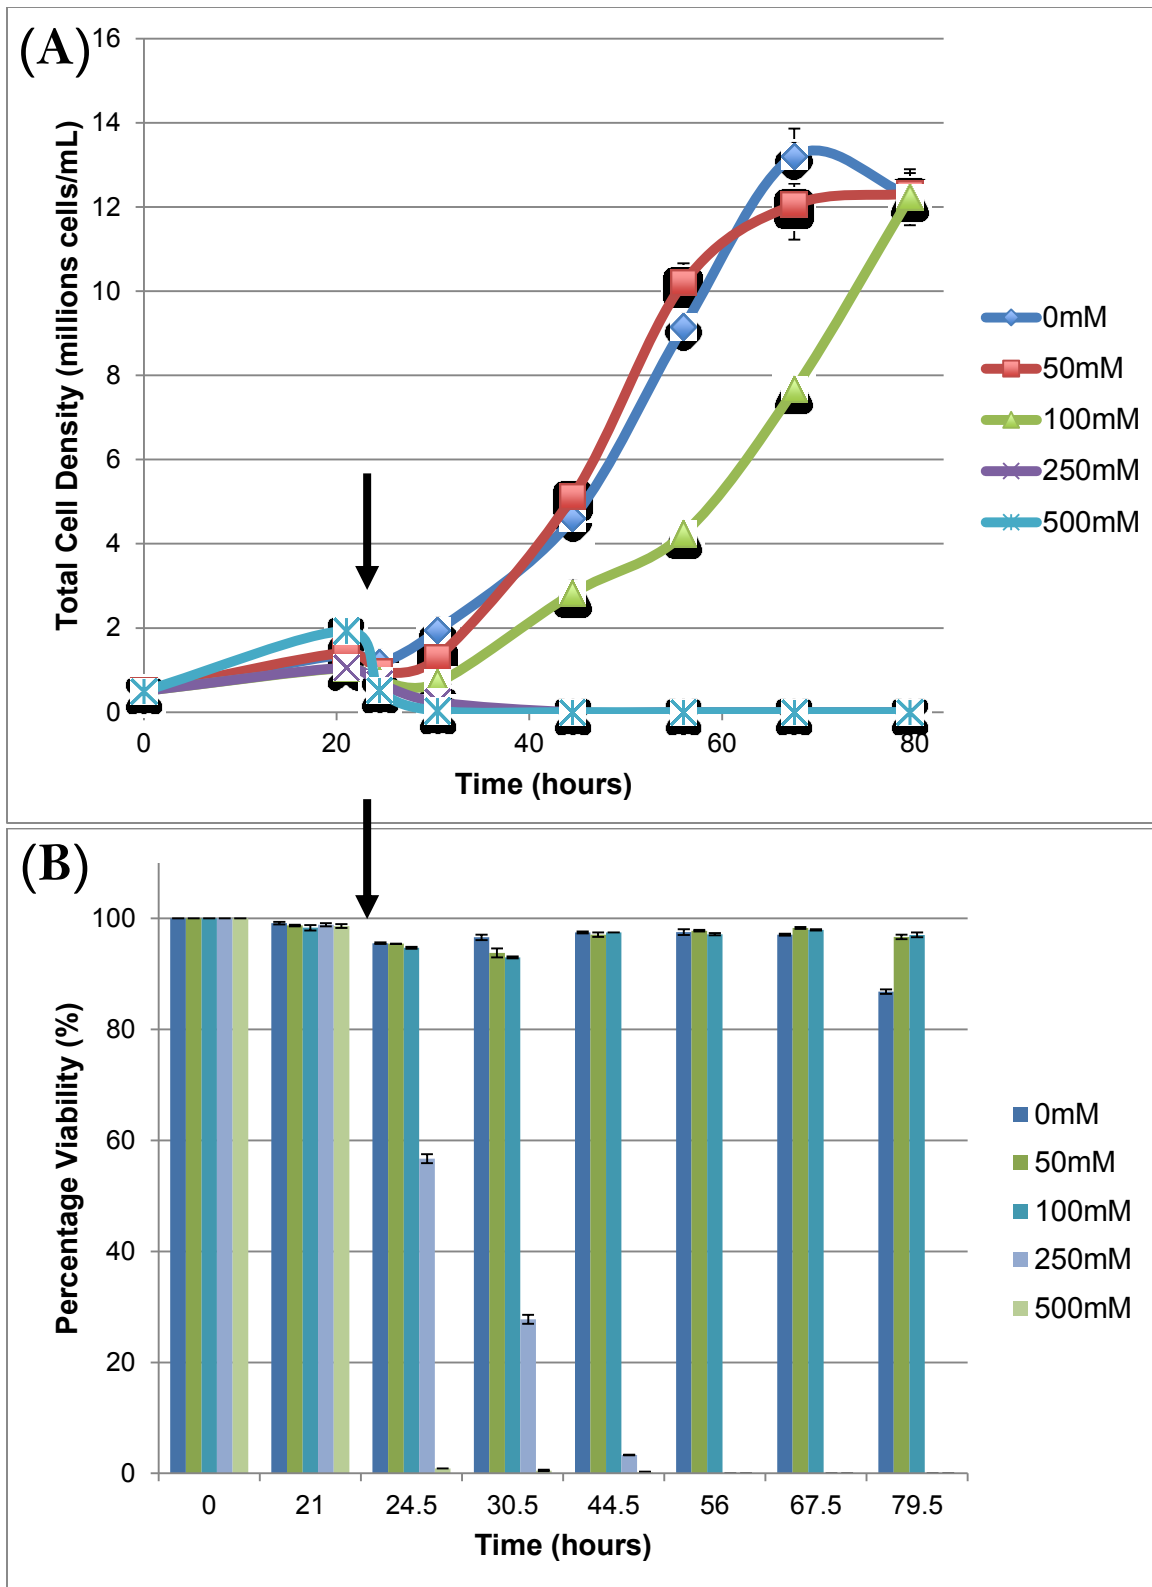 (A)
Total Cell Density (millions cells/mL)
16
14
12
10
8
6
4
2
0
0 20 40 60 80
Time (hours)
0mM
50mM
100mM
250mM
500mM
(B)
Percentage Viability (%)
100
80
60
40
20
0
0 21 24.5 30.5 44.5 56 67.5 79.5
Time (hours)
0mM
50mM
100mM
250mM
500mM